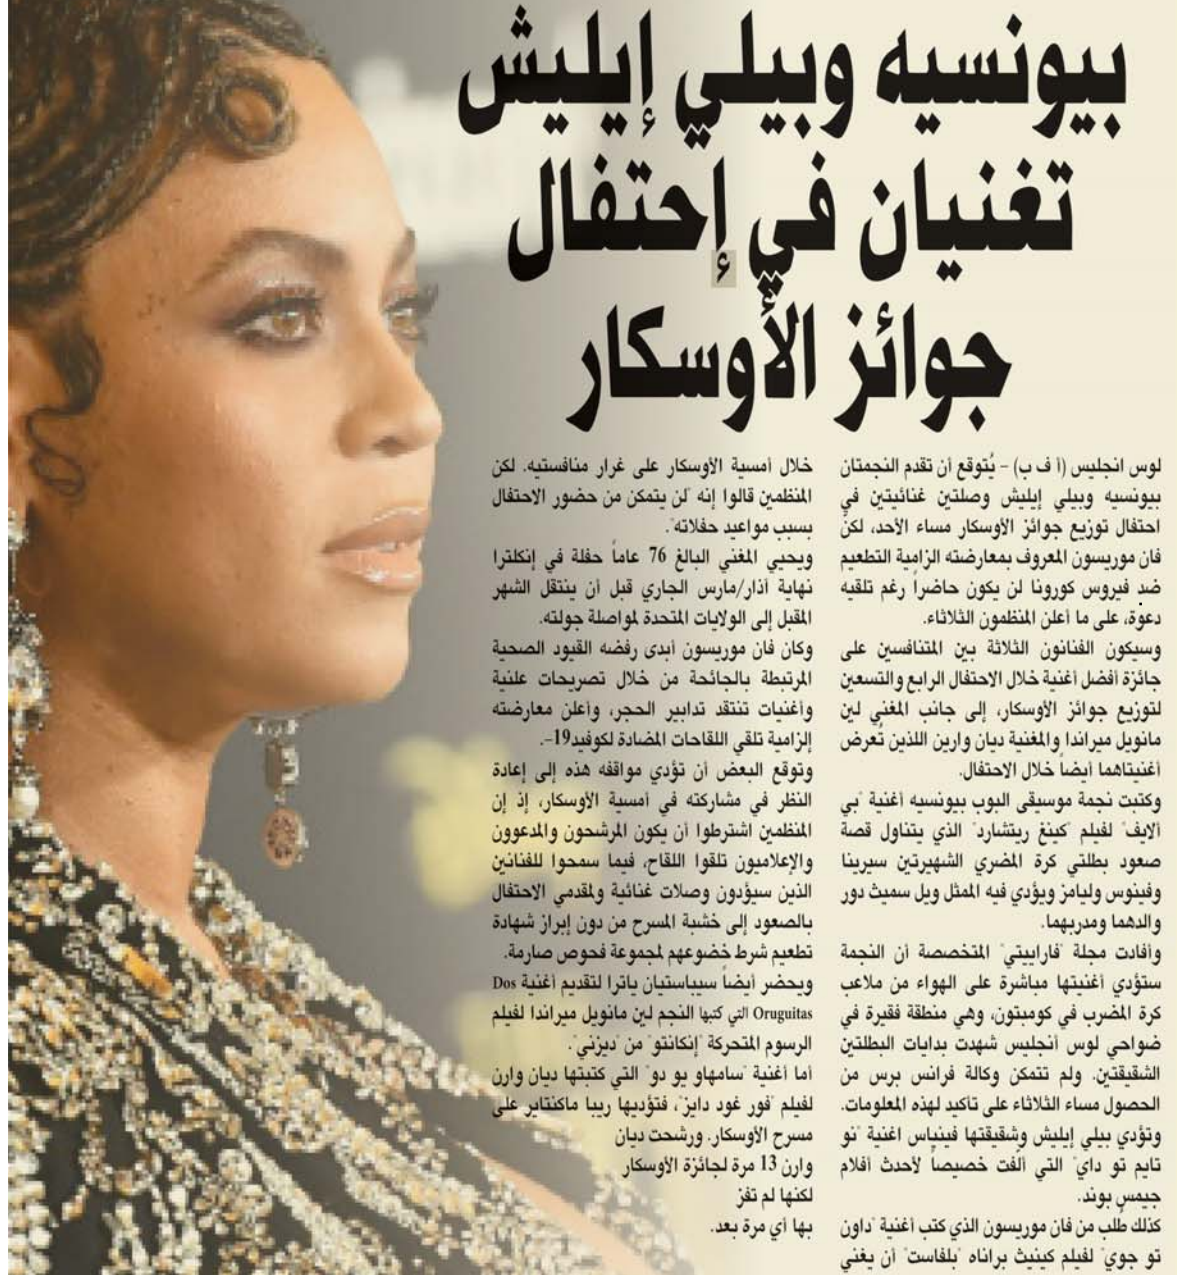 بيونسيه وبيلي إيليش
تغنيان في إحتفال
جوائز الأوسكار
لوس انجليس (أ ف ب) - يُتوقع أن تقدم النجمتان
بيونسيه وبيلي إيليش وصلتين غنائيتين في
احتفال توزيع جوائز الأوسكار مساء الأحد، لكنّ
فان موريسون المعروف بمعارضته الزامية التطعيم
ضد فيروس كورونا لن يكون حاضراً رغم تلقيه
دعوة، على ما أعلن المنظمون الثلاثاء.
وسيكون الفنانون الثلاثة بين المتنافسين على
جائزة أفضل أغنية خلال الاحتفال الرابع والتسعين
لتوزيع جوائز الأوسكار، إلى جانب المغني لين
مانويل ميراندا والمغنية ديان وارين اللذين تُعرض
أغنيتاهما أيضاً خلال الاحتفال.
وكتبت نجمة موسيقى البوب بيونسيه أغنية "بي
ألايف" لفيلم "كينغ ريتشارد" الذي يتناول قصة
صعود بطلتي كرة المضري الشهيرتين سيرينا
وفينوس وليامز ويؤدي فيه الممثل ويل سميث دور
والدهما ومدربهما.
وأفادت مجلة "فاراييتي" المتخصصة أن النجمة
ستؤدي أغنيتها مباشرة على الهواء من ملاعب
كرة المضرب في كومبتون، وهي منطقة فقيرة في
ضواحي لوس أنجليس شهدت بدايات البطلتين
الشقيقتين. ولم تتمكن وكالة فرانس برس من
الحصول مساء الثلاثاء على تأكيد لهذه المعلومات.
وتؤدي بيلي إيليش وشقيقتها فينياس اغنية "نو
تايم تو داي" التي ألفت خصيصاً لأحدث أفلام
جيمس بوند.
كذلك طُلب من فان موريسون الذي كتب أغنية "داون
تو جوي" لفيلم كينيث براناه "بلفاست" أن يغني
خلال أمسية الأوسكار على غرار منافستيه. لكن
المنظمين قالوا إنه "لن يتمكن من حضور الاحتفال
بسبب مواعيد حفلاته".
ويحيي المغني البالغ 76 عاماً حفلة في إنكلترا
نهاية آذار/مارس الجاري قبل أن ينتقل الشهر
المقبل إلى الولايات المتحدة لمواصلة جولته.
وكان فان موريسون أبدى رفضه القيود الصحية
المرتبطة بالجائحة من خلال تصريحات علنية
وأغنيات تنتقد تدابير الحجر، وأعلن معارضته
إلزامية تلقي اللقاحات المضادة لكوفيد19-.
وتوقع البعض أن تؤدي مواقفه هذه إلى إعادة
النظر في مشاركته في أمسية الأوسكار، إذ إن
المنظمين اشترطوا أن يكون المرشحون والمدعوون
والإعلاميون تلقوا اللقاح، فيما سمحوا للفنانين
الذين سيؤدون وصلات غنائية ولمقدمي الاحتفال
بالصعود إلى خشبة المسرح من دون إبراز شهادة
تطعيم شرط خضوعهم لمجموعة فحوص صارمة.
ويحضر أيضاً سيباستيان ياترا لتقديم أغنية Dos
Oruguitas التي كتبها النجم لين مانويل ميراندا لفيلم
الرسوم المتحركة "إنكانتو" من "ديزني".
أما أغنية "سامهاو يو دو" التي كتبتها ديان وارن
لفيلم "فور غود دايز"، فتؤديها ريبا ماكنتاير على
مسرح الأوسكار. ورشحت ديان
وارن 13 مرة لجائزة الأوسكار
لكنها لم تفز
بها أي مرة بعد.